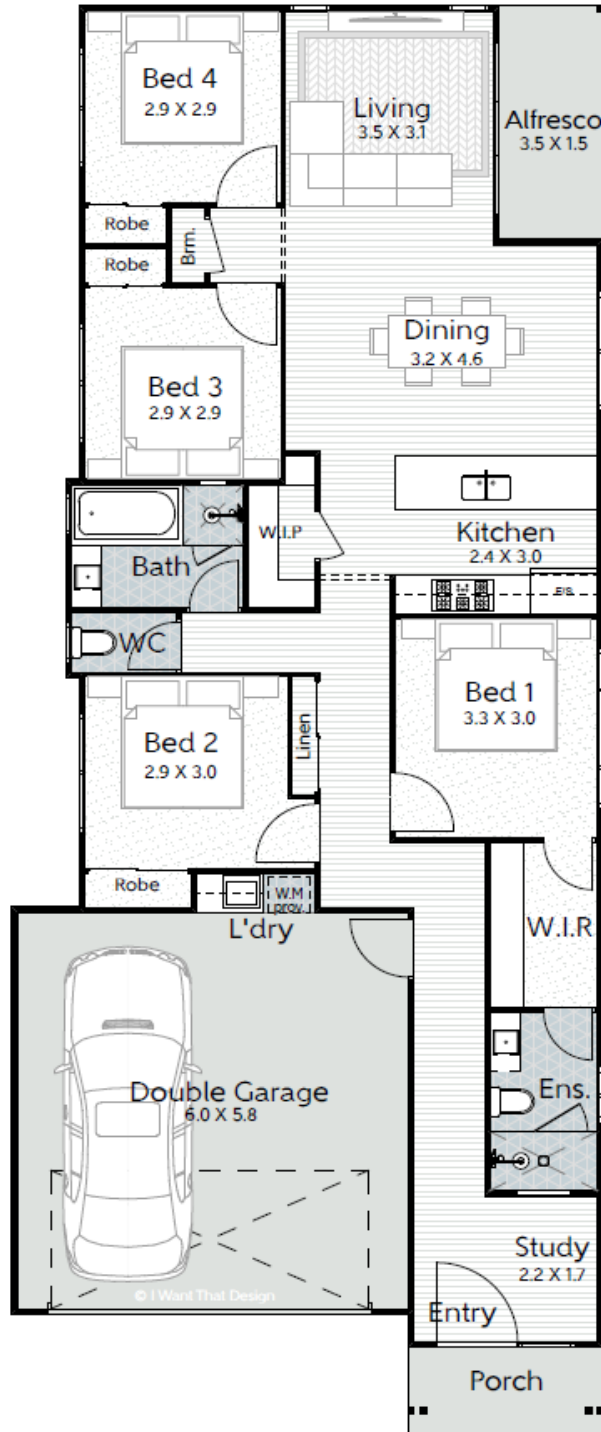 Bed 4
2.9 X 2.9
Living
3.5 X 3.1
Alfresco
3.5 X 1.5
Robe
Brm.
Robe
Dining
3.2 X 4.6
Bed 3
2.9 X 2.9
W.I.P
Kitchen
2.4 X 3.0
Bath
F/S
WC
Bed 1
3.3 X 3.0
Bed 2
2.9 X 3.0
Linen
Robe
W.M
prov.
L'dry
W.I.R
Double Garage
6.0 X 5.8
Ens.
Study
2.2 X 1.7
© I Want That Design
Entry
Porch